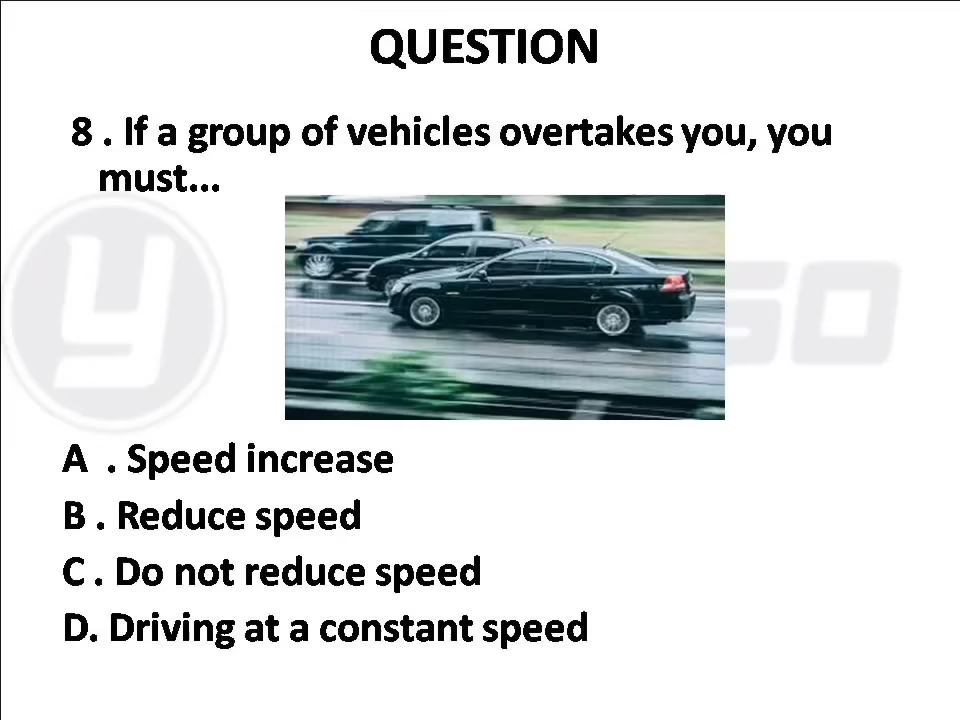 QUESTION
8 . If a group of vehicles overtakes you, you
must...
A . Speed increase
B . Reduce speed
C . Do not reduce speed
D. Driving at a constant speed